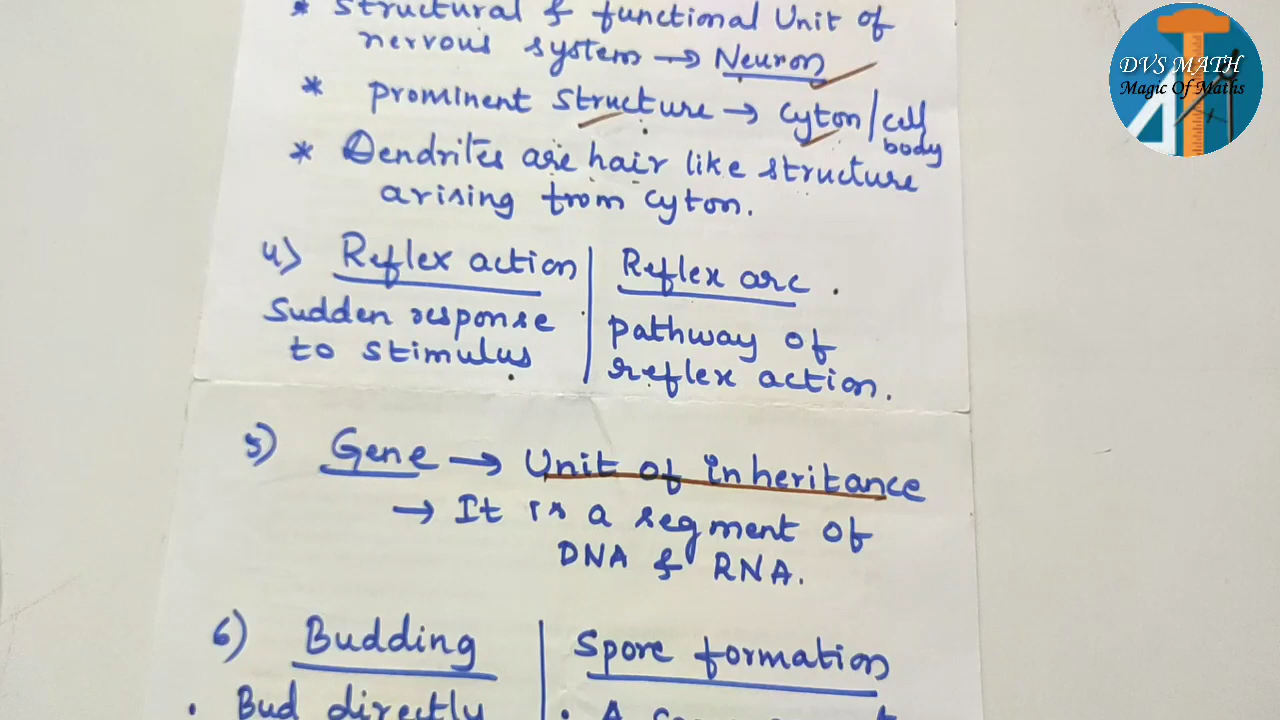 * Structural & functional Unit of
nervous system → Neuron
* prominent structure → Cyton/cell
body
* Dendrites are hair like structure
arising from Cyton.
4) Reflex action | Reflex arc.
Sudden response
to stimulus
pathway of
reflex action.
5) Gene → Unit of inheritance
→ It is a segment of
DNA & RNA.
6) Budding | Spore formation
. Bud directly
. A
DVS MATH
Magic Of Maths